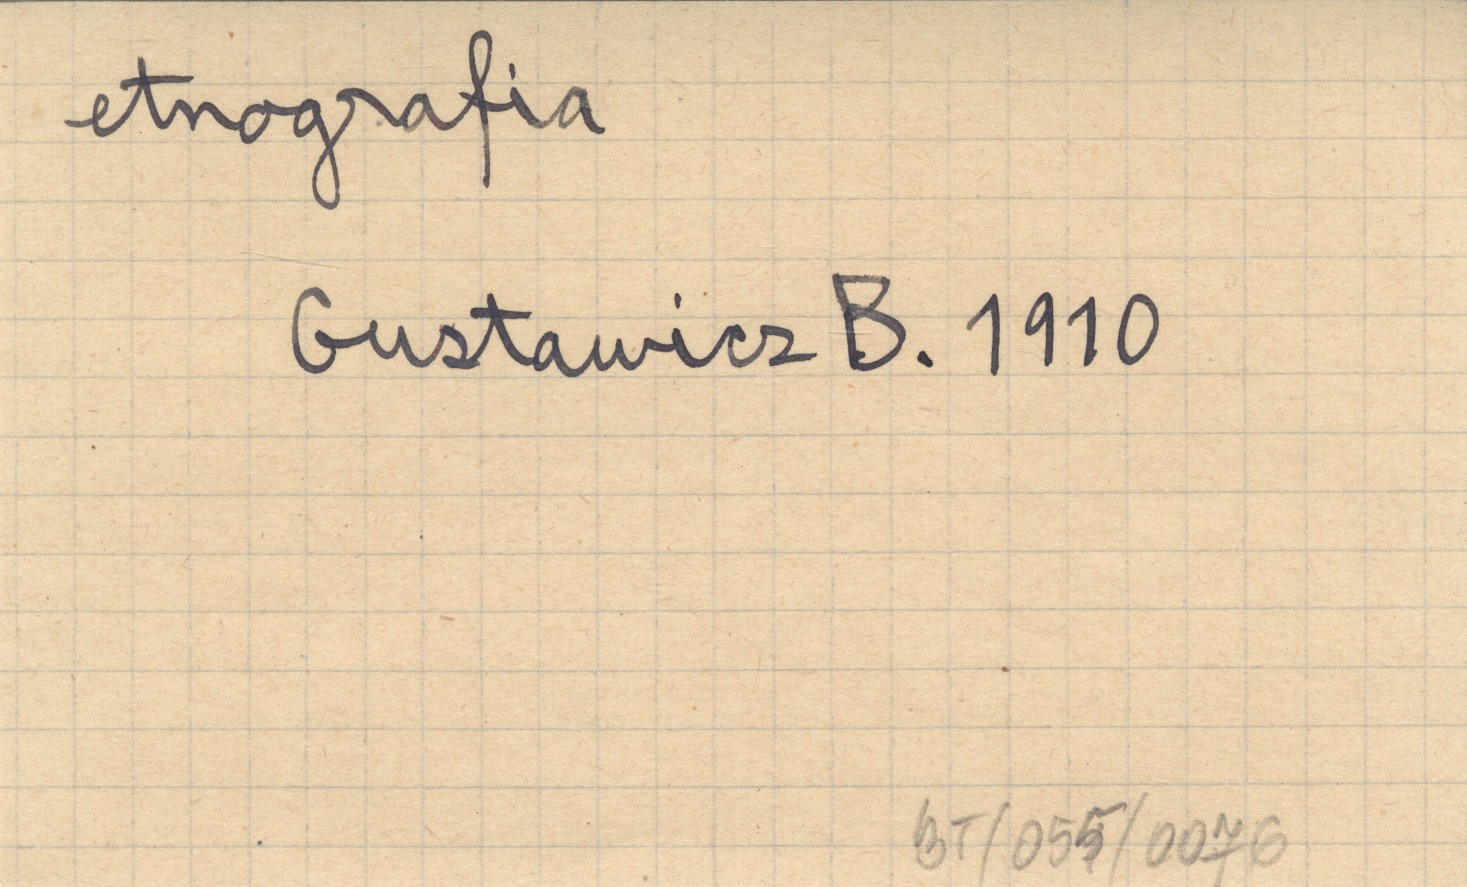 etnografia
Gustawicz B. 1910
BT/055/0076